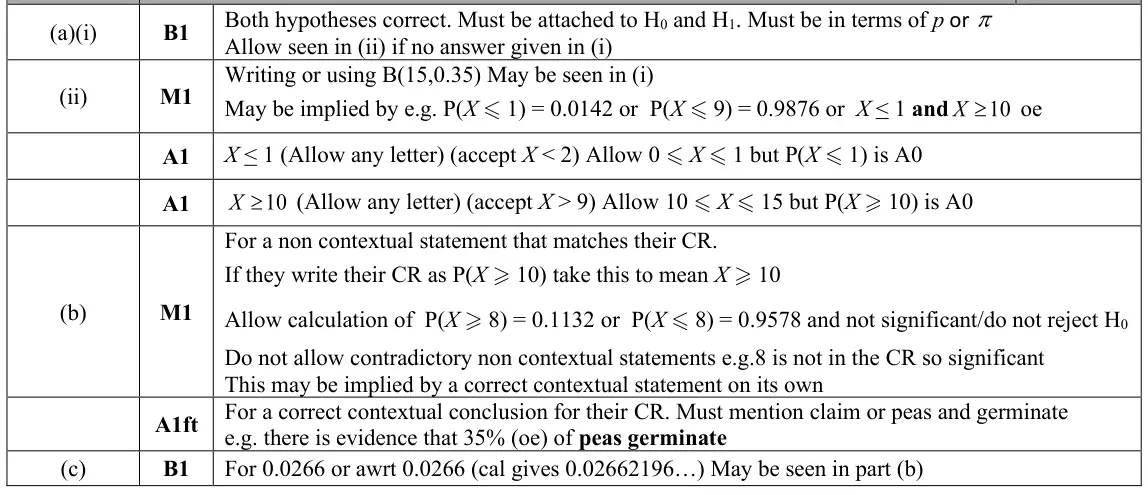 (a)(i) B1 Both hypotheses correct. Must be attached to H₀ and H₁. Must be in terms of p or π
Allow seen in (ii) if no answer given in (i)
(ii) M1 Writing or using B(15,0.35) May be seen in (i)
May be implied by e.g. P(X ⩽ 1) = 0.0142 or P(X ⩽ 9) = 0.9876 or X ≤ 1 and X ≥ 10 oe
A1 X ≤ 1 (Allow any letter) (accept X < 2) Allow 0 ⩽ X ⩽ 1 but P(X ⩽ 1) is A0
A1 X ≥ 10 (Allow any letter) (accept X > 9) Allow 10 ⩽ X ⩽ 15 but P(X ⩾ 10) is A0
(b) M1 For a non contextual statement that matches their CR.
If they write their CR as P(X ⩾ 10) take this to mean X ⩾ 10
Allow calculation of P(X ⩾ 8) = 0.1132 or P(X ⩽ 8) = 0.9578 and not significant/do not reject H₀
Do not allow contradictory non contextual statements e.g.8 is not in the CR so significant
This may be implied by a correct contextual statement on its own
A1ft For a correct contextual conclusion for their CR. Must mention claim or peas and germinate
e.g. there is evidence that 35% (oe) of peas germinate
(c) B1 For 0.0266 or awrt 0.0266 (cal gives 0.02662196…) May be seen in part (b)